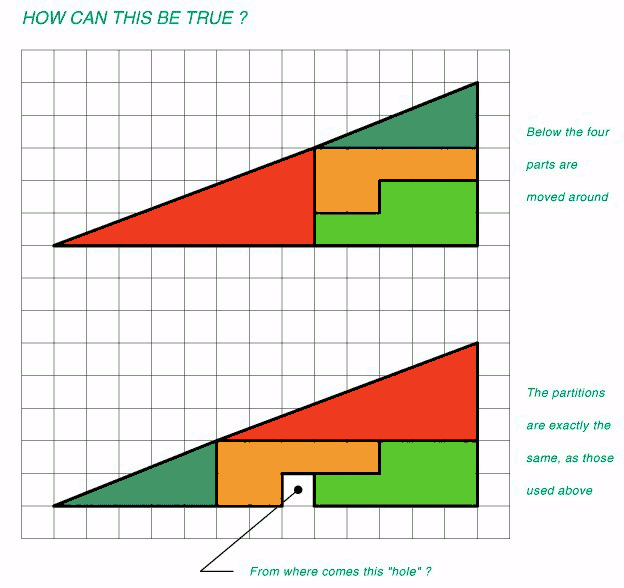 HOW CAN THIS BE TRUE ?
Below the four
parts are
moved around
The partitions
are exactly the
same, as those
used above
From where comes this "hole" ?